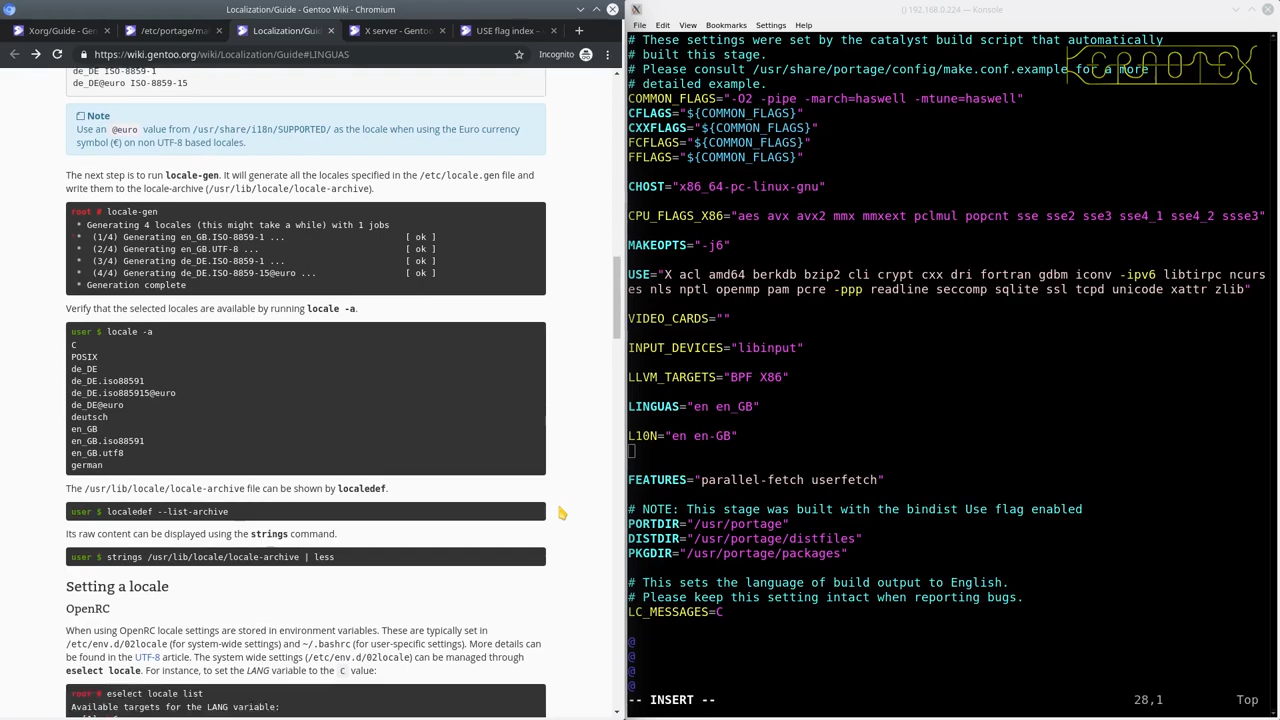 Localization/Guide - Gentoo Wiki - Chromium
Xorg/Guide - Gen
/etc/portage/ma
Localization/Guid
X server - Gentoo
USE flag index –
https://wiki.gentoo.org/wiki/Localization/Guide#LINGUAS
Incognito
de_DE ISO-8859-1
de_DE@euro ISO-8859-15
Note
Use an @euro value from /usr/share/i18n/SUPPORTED/ as the locale when using the Euro currency
symbol (€) on non UTF-8 based locales.
The next step is to run locale-gen. It will generate all the locales specified in the /etc/locale.gen file and
write them to the locale-archive (/usr/lib/locale/locale-archive).
root # locale-gen
* Generating 4 locales (this might take a while) with 1 jobs
* (1/4) Generating en_GB.ISO-8859-1 ... [ ok ]
* (2/4) Generating en_GB.UTF-8 ... [ ok ]
* (3/4) Generating de_DE.ISO-8859-1 ... [ ok ]
* (4/4) Generating de_DE.ISO-8859-15@euro ... [ ok ]
* Generation complete
Verify that the selected locales are available by running locale -a.
user $ locale -a
C
POSIX
de_DE
de_DE.iso88591
de_DE.iso885915@euro
de_DE@euro
deutsch
en_GB
en_GB.iso88591
en_GB.utf8
german
The /usr/lib/locale/locale-archive file can be shown by localedef.
user $ localedef --list-archive
Its raw content can be displayed using the strings command.
user $ strings /usr/lib/locale/locale-archive | less
Setting a locale
OpenRC
When using OpenRC locale settings are stored in environment variables. These are typically set in
/etc/env.d/02locale (for system-wide settings) and ~/.bashrc (for user-specific settings). More details can
be found in the UTF-8 article. The system wide settings (/etc/env.d/02locale) can be managed through
eselect locale. For instance, to set the LANG variable to the C value:
root # eselect locale list
Available targets for the LANG variable:
() 192.168.0.224 — Konsole
File Edit View Bookmarks Settings Help
# These settings were set by the catalyst build script that automatically
# built this stage.
# Please consult /usr/share/portage/config/make.conf.example for a more
# detailed example.
COMMON_FLAGS="-O2 -pipe -march=haswell -mtune=haswell"
CFLAGS="${COMMON_FLAGS}"
CXXFLAGS="${COMMON_FLAGS}"
FCFLAGS="${COMMON_FLAGS}"
FFLAGS="${COMMON_FLAGS}"
CHOST="x86_64-pc-linux-gnu"
CPU_FLAGS_X86="aes avx avx2 mmx mmxext pclmul popcnt sse sse2 sse3 sse4_1 sse4_2 ssse3"
MAKEOPTS="-j6"
USE="X acl amd64 berkdb bzip2 cli crypt cxx dri fortran gdbm iconv -ipv6 libtirpc ncurs
es nls nptl openmp pam pcre -ppp readline seccomp sqlite ssl tcpd unicode xattr zlib"
VIDEO_CARDS=""
INPUT_DEVICES="libinput"
LLVM_TARGETS="BPF X86"
LINGUAS="en en_GB"
L10N="en en-GB"
FEATURES="parallel-fetch userfetch"
# NOTE: This stage was built with the bindist Use flag enabled
PORTDIR="/usr/portage"
DISTDIR="/usr/portage/distfiles"
PKGDIR="/usr/portage/packages"
# This sets the language of build output to English.
# Please keep this setting intact when reporting bugs.
LC_MESSAGES=C
@
@
@
@
-- INSERT -- 28,1 Top